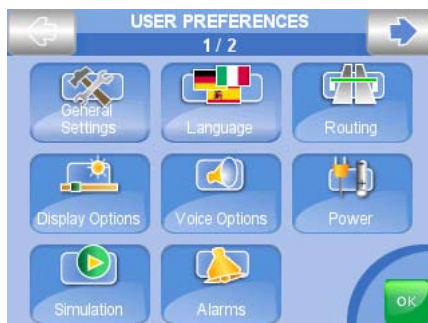 USER PREFERENCES
1 / 2
General
Settings
Language
Routing
Display Options
Voice Options
Power
Simulation
Alarms
OK